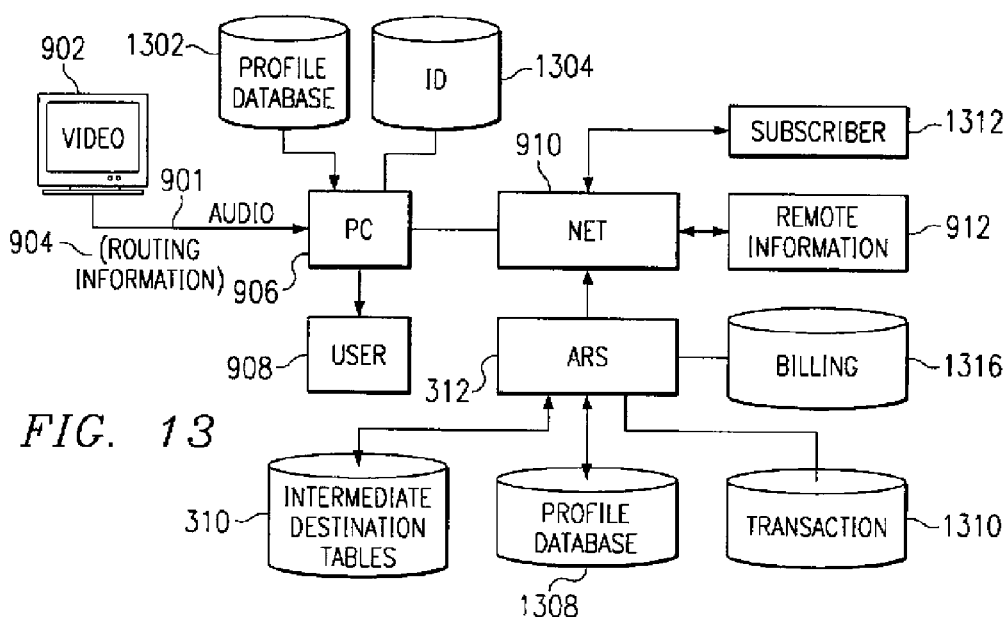 902
VIDEO
1302
PROFILE
DATABASE
ID
1304
901
AUDIO
904
(ROUTING
INFORMATION)
PC
906
USER
908
910
NET
SUBSCRIBER
1312
REMOTE
INFORMATION
912
ARS
312
BILLING
1316
FIG. 13
310
INTERMEDIATE
DESTINATION
TABLES
PROFILE
DATABASE
1308
TRANSACTION
1310